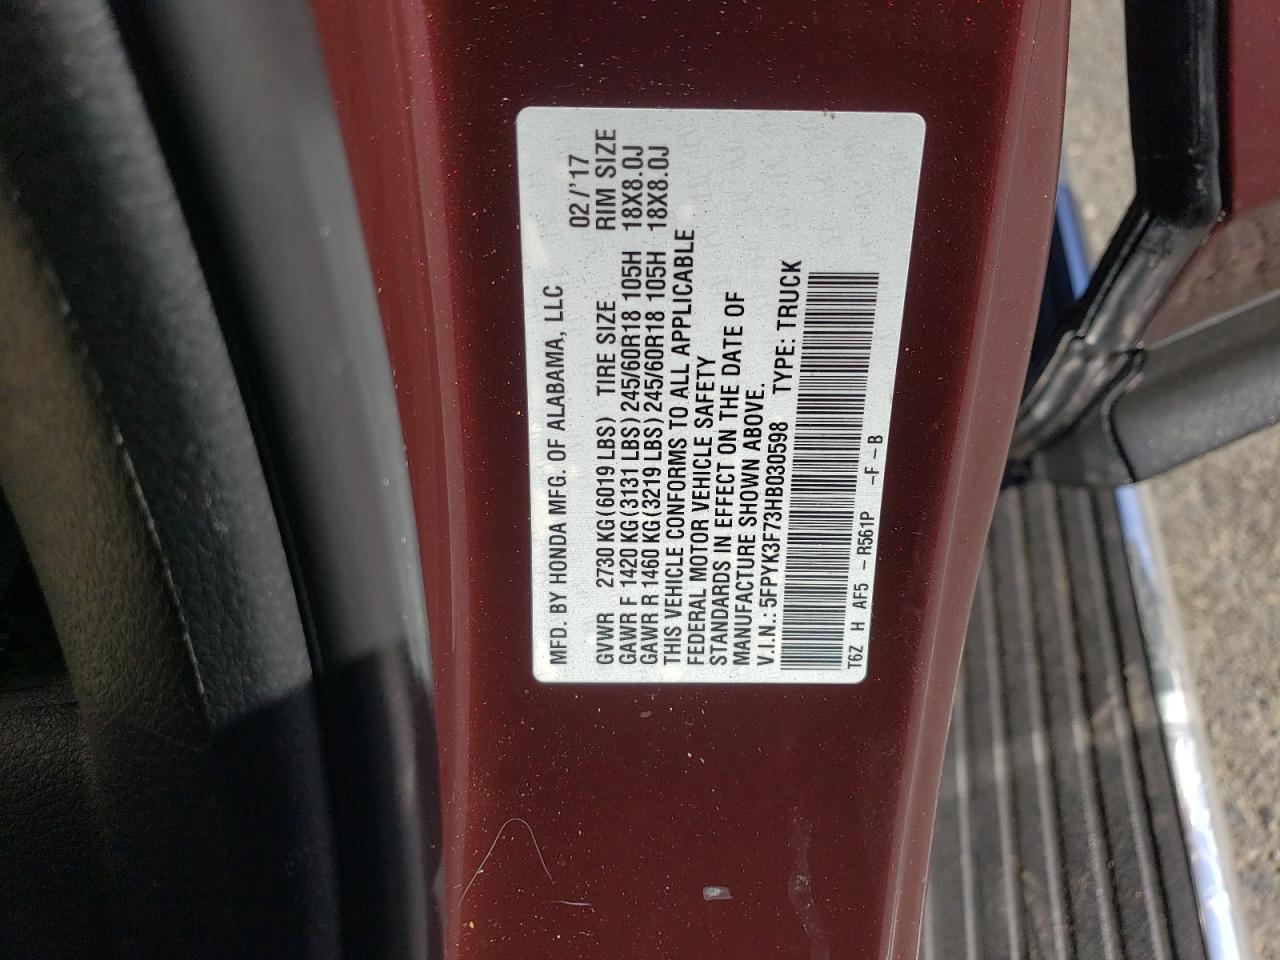 MFD. BY HONDA MFG. OF ALABAMA, LLC 02/'17
GVWR 2730 KG (6019 LBS) TIRE SIZE RIM SIZE
GAWR F 1420 KG (3131 LBS) 245/60R18 105H 18X8.0J
GAWR R 1460 KG (3219 LBS) 245/60R18 105H 18X8.0J
THIS VEHICLE CONFORMS TO ALL APPLICABLE
FEDERAL MOTOR VEHICLE SAFETY
STANDARDS IN EFFECT ON THE DATE OF
MANUFACTURE SHOWN ABOVE.
V.I.N.: 5FPYK3F73HB030598 TYPE: TRUCK
T6Z H AF5 - R561P -F-B